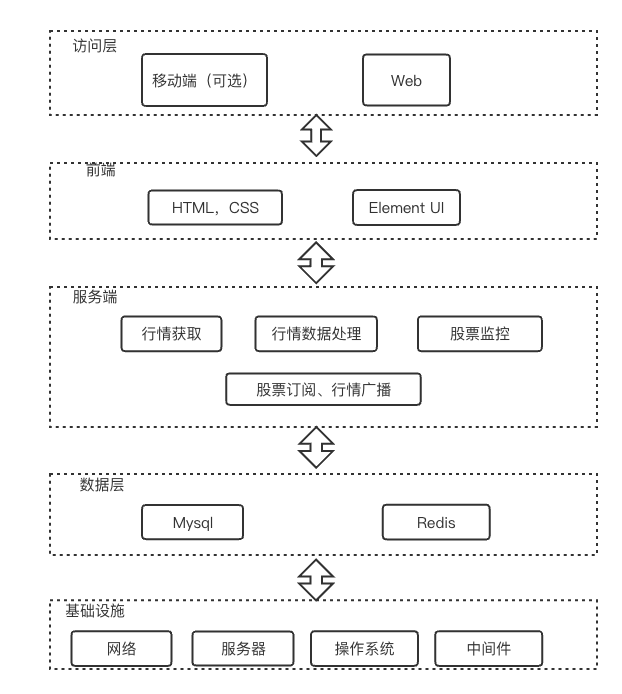 访问层
移动端（可选）
Web
前端
HTML，CSS
Element UI
服务端
行情获取
行情数据处理
股票监控
股票订阅、行情广播
数据层
Mysql
Redis
基础设施
网络
服务器
操作系统
中间件